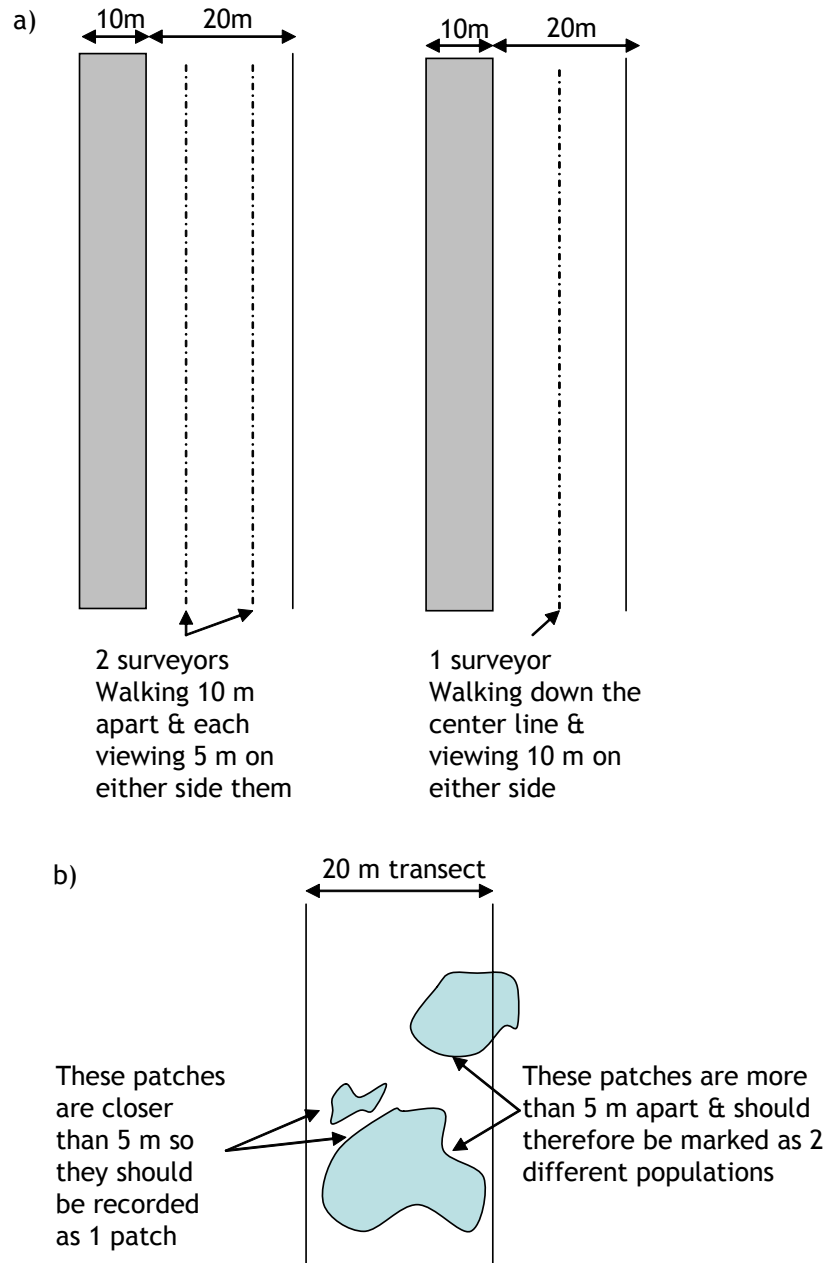 a)
10m 20m
10m 20m
2 surveyors
Walking 10 m
apart & each
viewing 5 m on
either side them
1 surveyor
Walking down the
center line &
viewing 10 m on
either side
b)
20 m transect
These patches
are closer
than 5 m so
they should
be recorded
as 1 patch
These patches are more
than 5 m apart & should
therefore be marked as 2
different populations